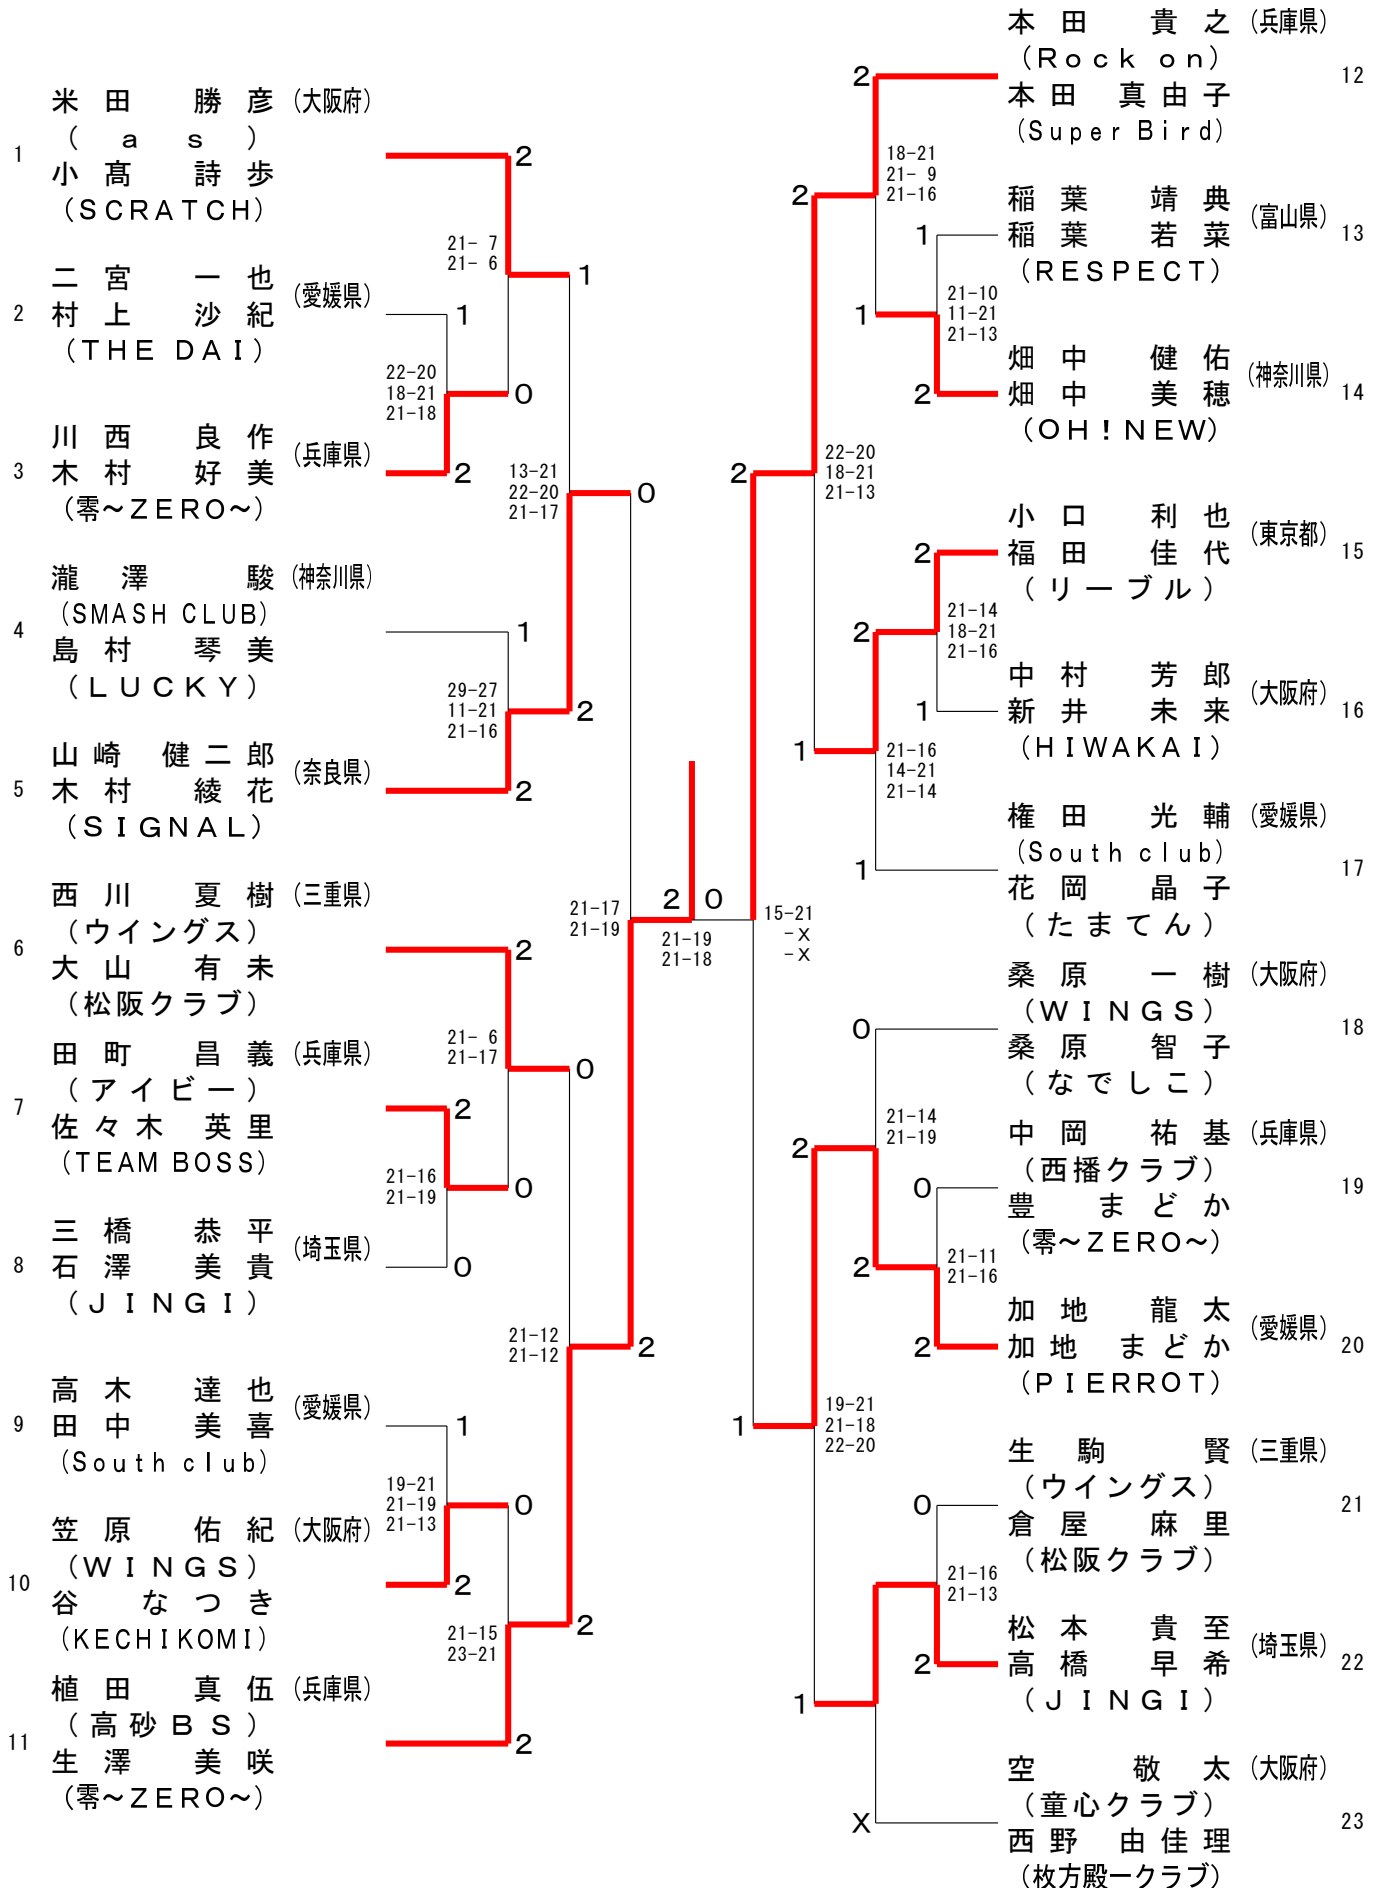 1
米田 勝彦 (大阪府)
(as)
小髙 詩歩
(SCRATCH)
2
二宮 一也 (愛媛県)
村上 沙紀
(THE DAI)
3
川西 良作 (兵庫県)
木村 好美
(零～ZERO～)
4
瀧澤 駿 (神奈川県)
(SMASH CLUB)
島村 琴美
(LUCKY)
5
山崎 健二郎 (奈良県)
木村 綾花
(SIGNAL)
6
西川 夏樹 (三重県)
(ウイングス)
大山 有未
(松阪クラブ)
7
田町 昌義 (兵庫県)
(アイビー)
佐々木 英里
(TEAM BOSS)
8
三橋 恭平 (埼玉県)
石澤 美貴
(JINGI)
9
高木 達也 (愛媛県)
田中 美喜
(South club)
10
笠原 佑紀 (大阪府)
(WINGS)
谷 なつき
(KECHIKOMI)
11
植田 真伍 (兵庫県)
(高砂BS)
生澤 美咲
(零～ZERO～)
2
21- 7
21- 6
1
1
22-20
18-21
21-18
0
2
13-21
22-20
21-17
0
1
29-27
11-21
21-16
2
2
21-17
21-19
2
21- 6
21-17
0
2
21-16
21-19
0
0
21-12
21-12
2
1
19-21
21-19
21-13
0
2
21-15
23-21
2
2
2 0
21-19
21-18
15-21
-X
-X
2
18-21
21- 9
21-16
2
1
21-10
11-21
21-13
1
2
2
22-20
18-21
21-13
2
21-14
18-21
21-16
2
1
1
21-16
14-21
21-14
1
0
21-14
21-19
2
0
21-11
21-16
2
2
1
19-21
21-18
22-20
0
21-16
21-13
2
1
X
本田 貴之 (兵庫県)
(Rock on)
本田 真由子
(Super Bird)
12
稲葉 靖典 (富山県)
稲葉 若菜
(RESPECT)
13
畑中 健佑 (神奈川県)
畑中 美穂
(OH!NEW)
14
小口 利也 (東京都)
福田 佳代
(リーブル)
15
中村 芳郎 (大阪府)
新井 未来
(HIWAKAI)
16
権田 光輔 (愛媛県)
(South club)
花岡 晶子
(たまてん)
17
桑原 一樹 (大阪府)
(WINGS)
桑原 智子
(なでしこ)
18
中岡 祐基 (兵庫県)
(西播クラブ)
豊 まどか
(零～ZERO～)
19
加地 龍太 (愛媛県)
加地 まどか
(PIERROT)
20
生駒 賢 (三重県)
(ウイングス)
倉屋 麻里
(松阪クラブ)
21
松本 貴至 (埼玉県)
高橋 早希
(JINGI)
22
空 敬太 (大阪府)
(童心クラブ)
西野 由佳理
(枚方殿一クラブ)
23